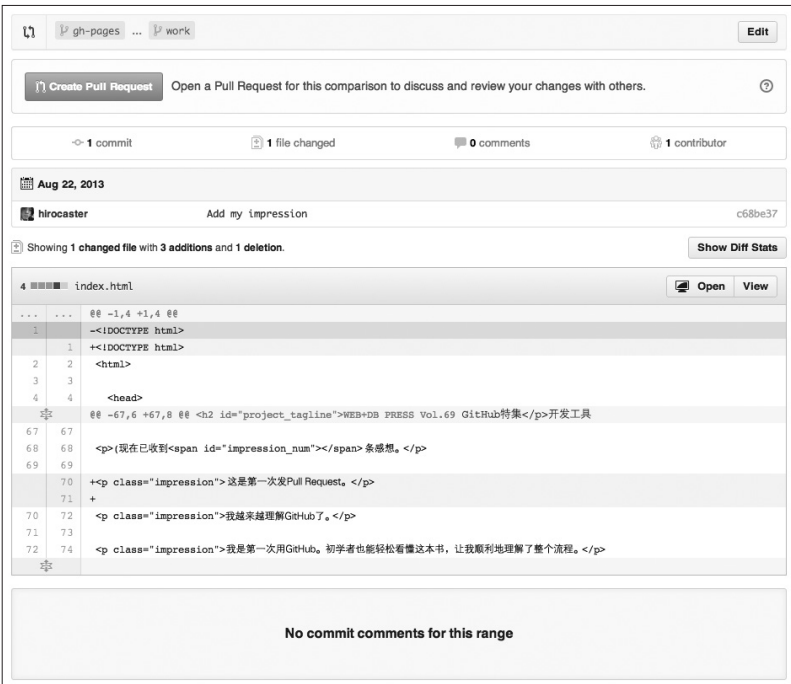 gh-pages ... work Edit
Create Pull Request Open a Pull Request for this comparison to discuss and review your changes with others.
1 commit 1 file changed 0 comments 1 contributor
Aug 22, 2013
hirocaster Add my impression c68be37
Showing 1 changed file with 3 additions and 1 deletion. Show Diff Stats
4 index.html Open View
... ... @@ -1,4 +1,4 @@
1 -<!DOCTYPE html>
1 +<!DOCTYPE html>
2 2 <html>
3 3
4 4 <head>
@@ -67,6 +67,8 @@ <h2 id="project_tagline">WEB+DB PRESS Vol.69 GitHub特集</p>开发工具
67 67
68 68 <p>(现在已收到<span id="impression_num"></span> 条感想。</p>
69 69
70 +<p class="impression"> 这是第一次发Pull Request。</p>
71 +
70 72 <p class="impression">我越来越理解GitHub了。</p>
71 73
72 74 <p class="impression">我是第一次用GitHub。初学者也能轻松看懂这本书，让我顺利地理解了整个流程。</p>
No commit comments for this range